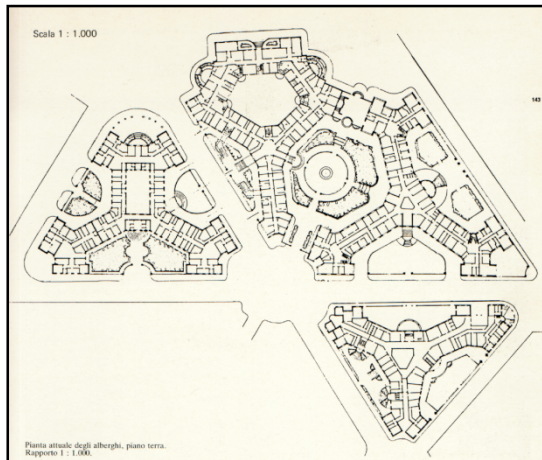 Scala 1 : 1.000
143
Pianta attuale degli alberghi, piano terra.
Rapporto 1 : 1.000.